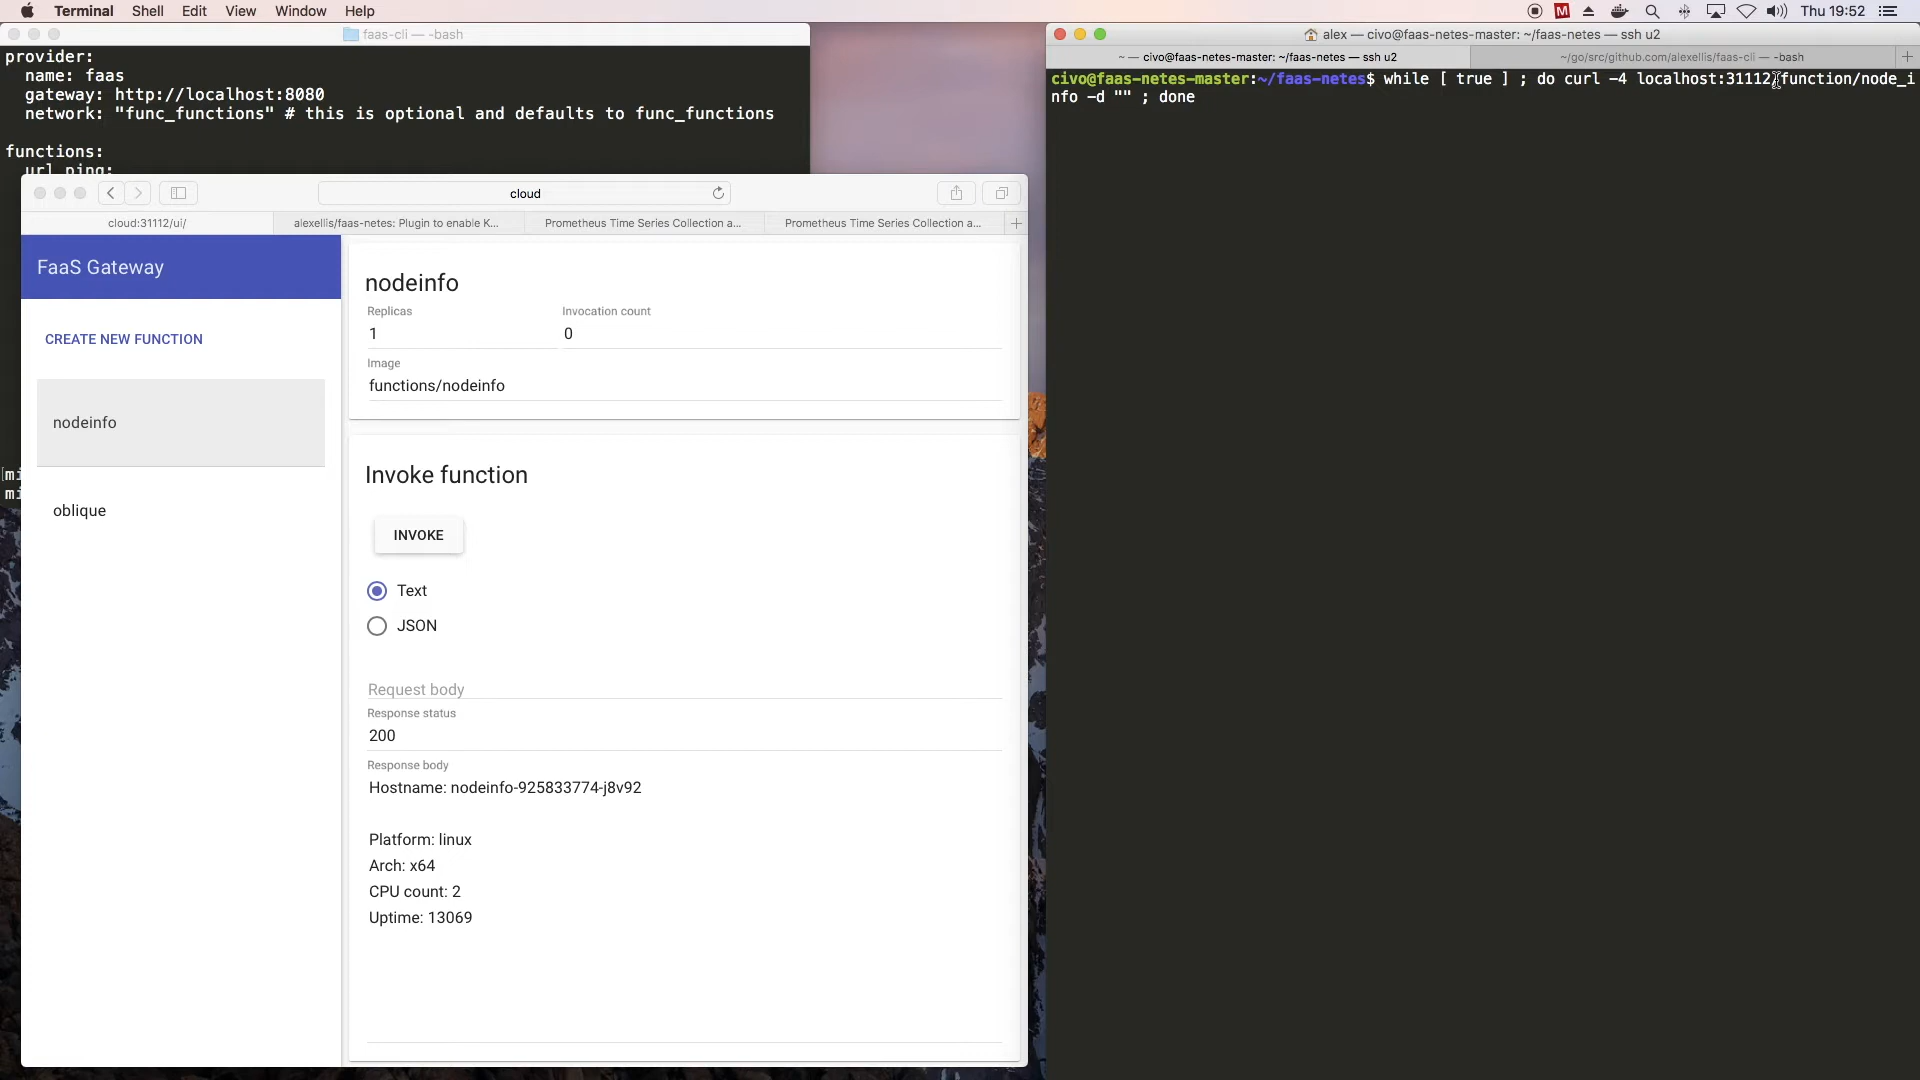 Terminal Shell Edit View Window Help
Thu 19:52
faas-cli — -bash
provider:
name: faas
gateway: http://localhost:8080
network: "func_functions" # this is optional and defaults to func_functions
functions:
url_ping:
mi
mi
cloud
cloud:31112/ui/
alexellis/faas-netes: Plugin to enable K...
Prometheus Time Series Collection a...
Prometheus Time Series Collection a...
FaaS Gateway
CREATE NEW FUNCTION
nodeinfo
oblique
nodeinfo
Replicas Invocation count
1 0
Image
functions/nodeinfo
Invoke function
INVOKE
Text
JSON
Request body
Response status
200
Response body
Hostname: nodeinfo-925833774-j8v92
Platform: linux
Arch: x64
CPU count: 2
Uptime: 13069
alex — civo@faas-netes-master: ~/faas-netes — ssh u2
~ — civo@faas-netes-master: ~/faas-netes — ssh u2
~/go/src/github.com/alexellis/faas-cli — -bash
civo@faas-netes-master:~/faas-netes$ while [ true ] ; do curl -4 localhost:31112/function/node_i
nfo -d "" ; done